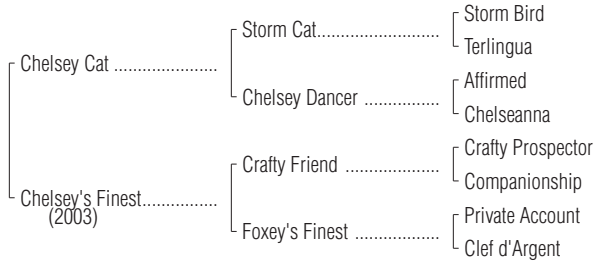 Storm Bird
Storm Cat........................
Terlingua
Chelsey Cat .....................
Affirmed
Chelsey Dancer ...............
Chelseanna
Crafty Prospector
Crafty Friend ...................
Companionship
Chelsey's Finest...............
(2003)
Private Account
Foxey's Finest .................
Clef d'Argent